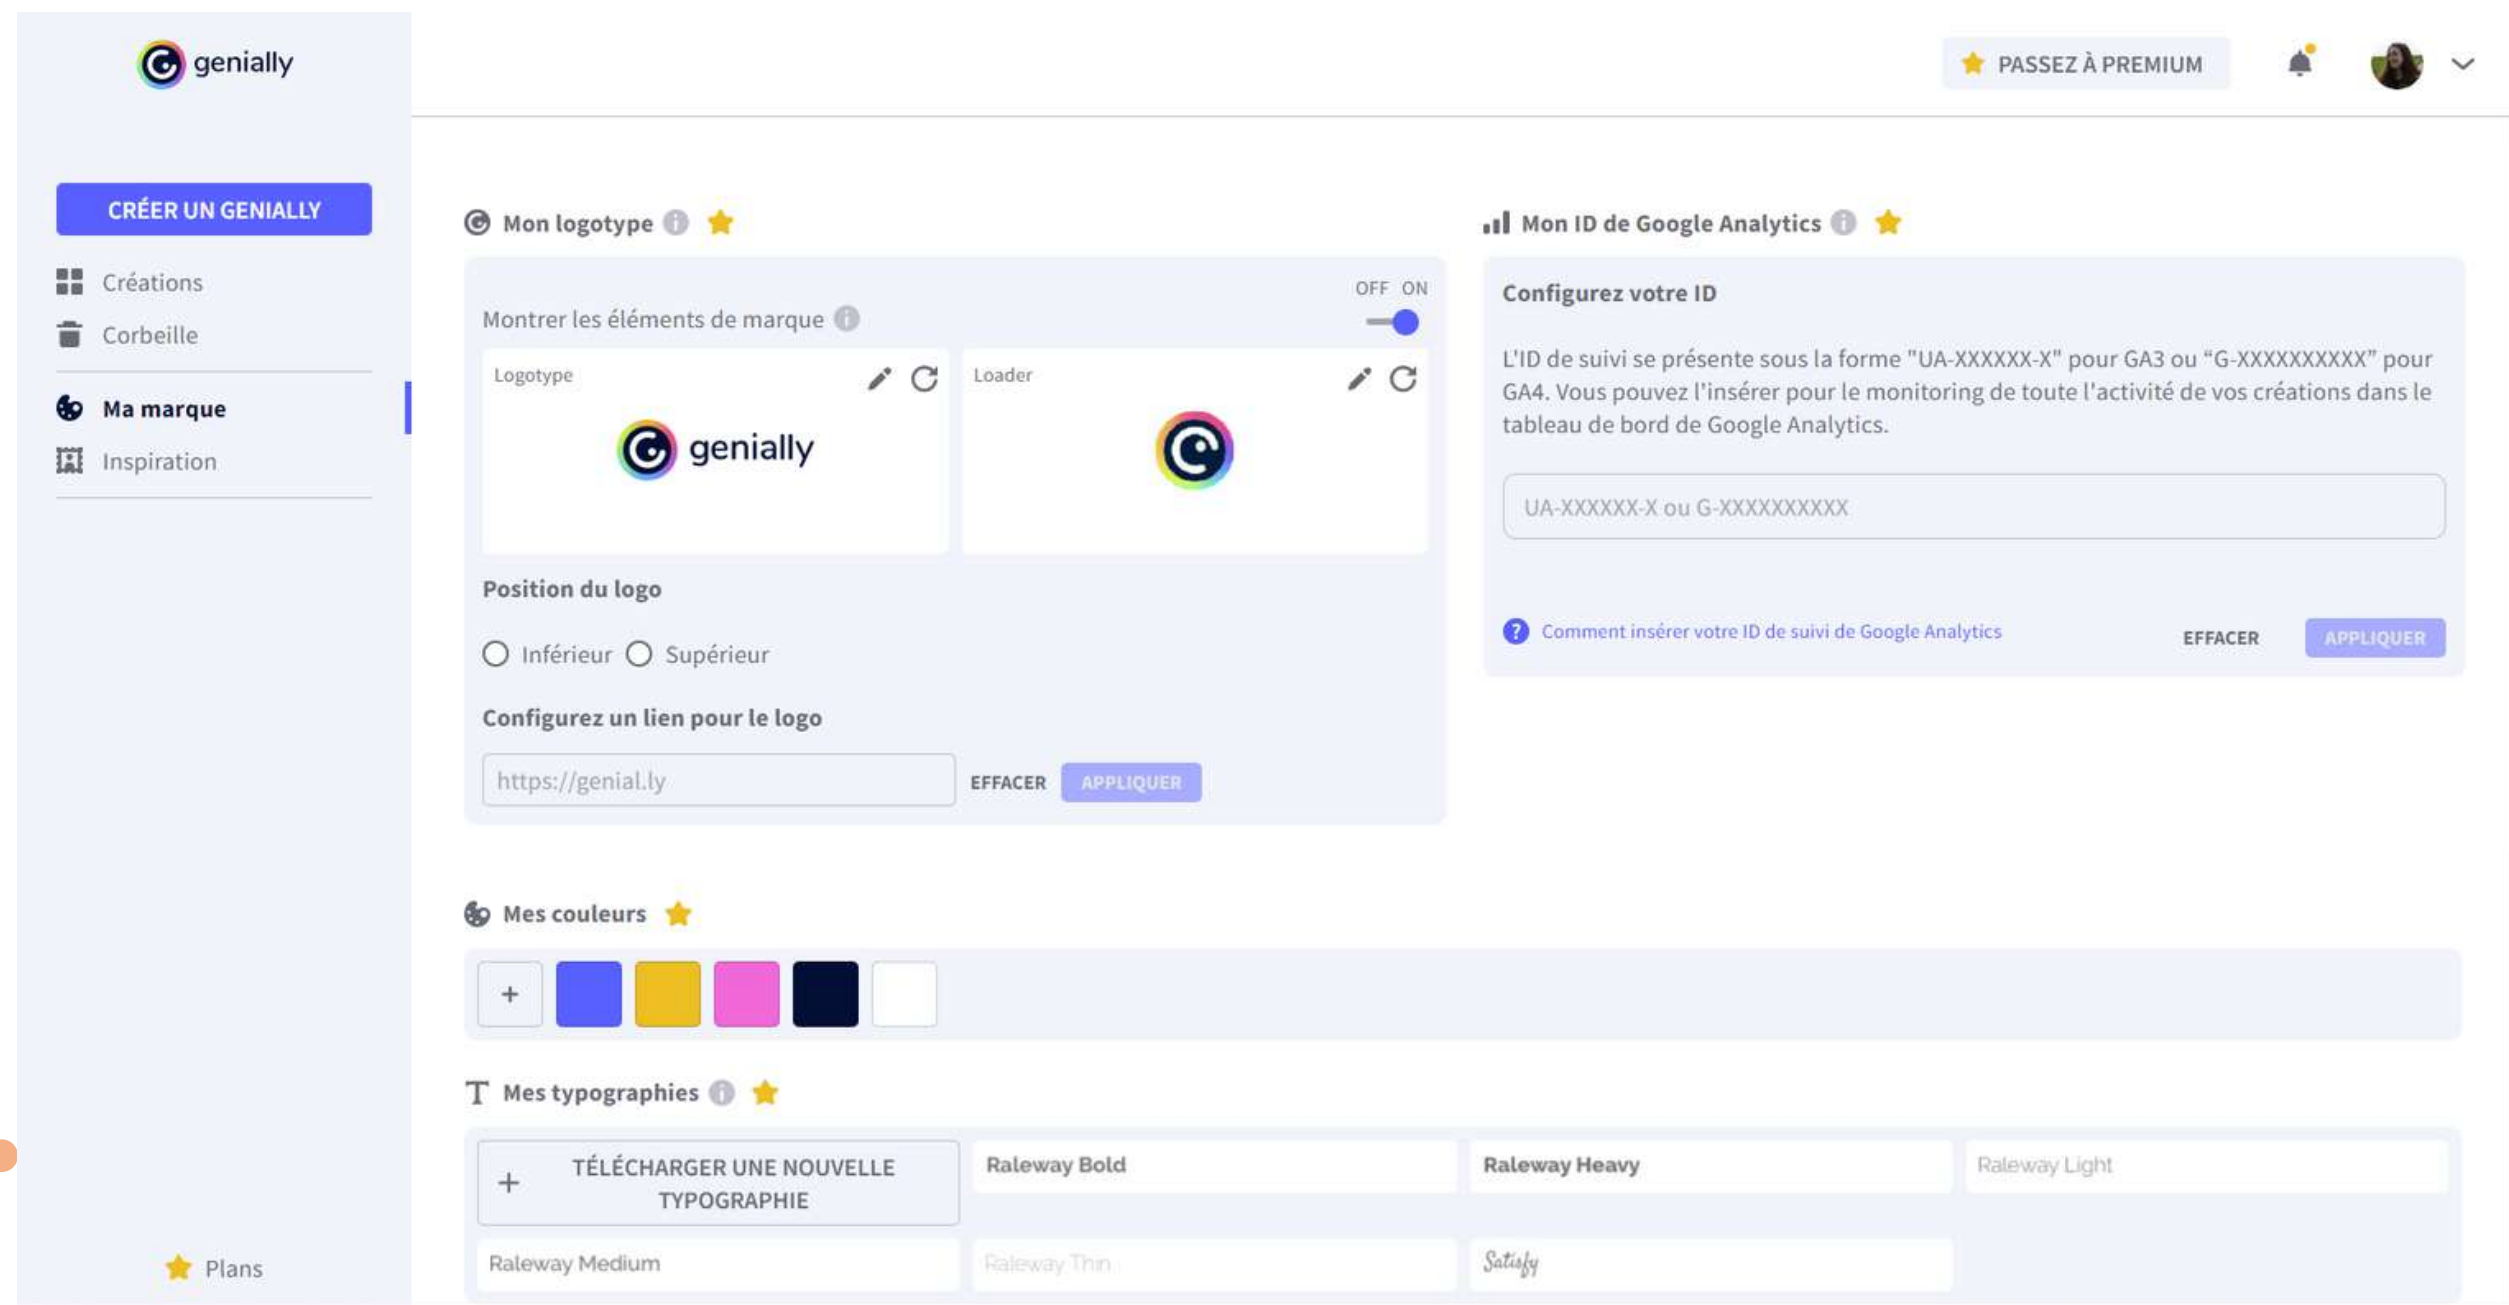 genially
PASSEZ À PREMIUM
CRÉER UN GENIALLY
Créations
Corbeille
Ma marque
Inspiration
Plans
Mon logotype
OFF ON
Montrer les éléments de marque
Logotype
genially
Loader
Position du logo
Inférieur Supérieur
Configurez un lien pour le logo
https://genial.ly
EFFACER APPLIQUER
Mon ID de Google Analytics
Configurez votre ID
L'ID de suivi se présente sous la forme "UA-XXXXXX-X" pour GA3 ou “G-XXXXXXXXXX” pour
GA4. Vous pouvez l'insérer pour le monitoring de toute l'activité de vos créations dans le
tableau de bord de Google Analytics.
UA-XXXXXX-X ou G-XXXXXXXXXX
? Comment insérer votre ID de suivi de Google Analytics
EFFACER APPLIQUER
Mes couleurs
+
Mes typographies
+ TÉLÉCHARGER UNE NOUVELLE
TYPOGRAPHIE
Raleway Bold
Raleway Heavy
Raleway Light
Raleway Medium
Raleway Thin
Satisfy